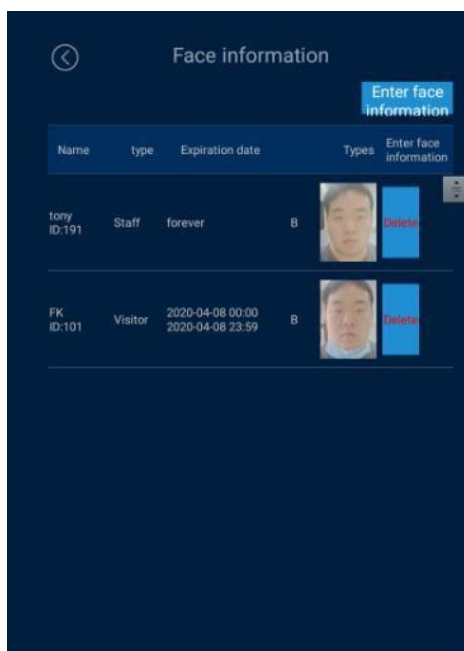 Face information
Enter face
information
Name type Expiration date Types Enter face
information
tony
ID:191
Staff forever B Delete
FK
ID:101
Visitor 2020-04-08 00:00
2020-04-08 23:59
B Delete